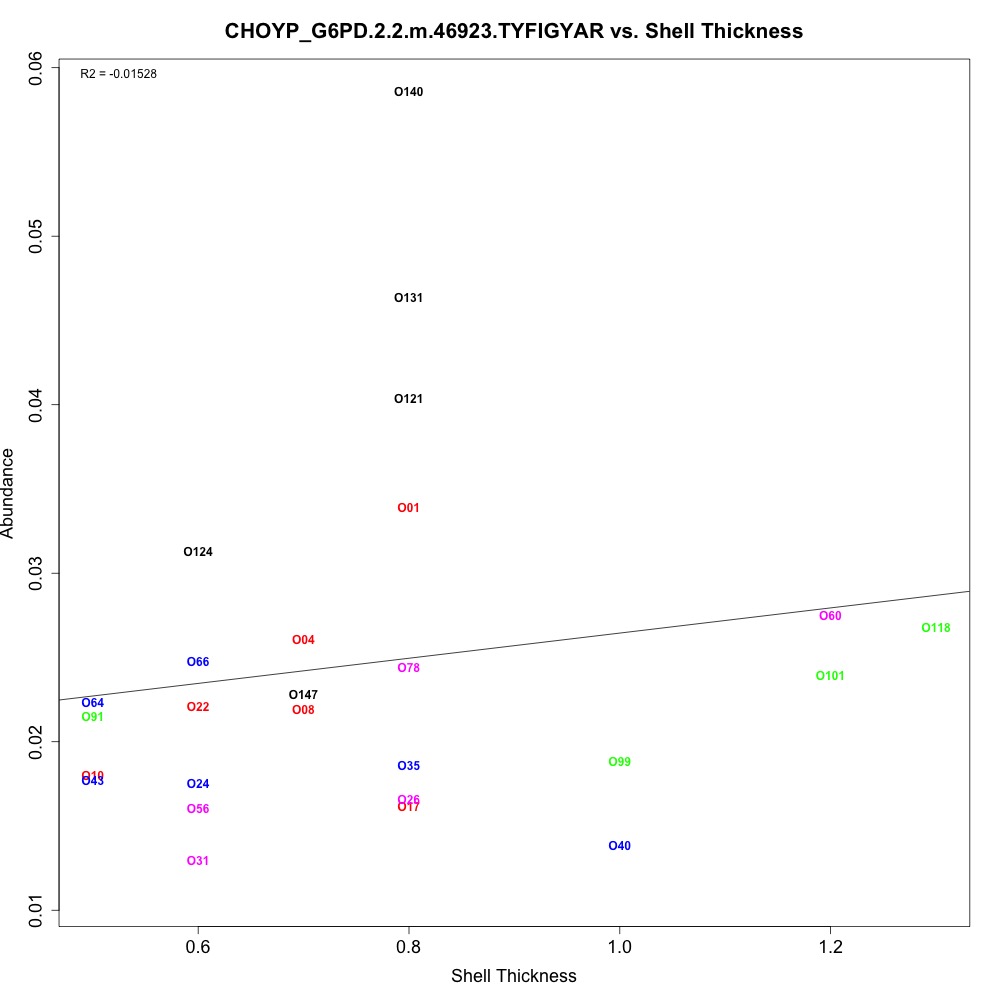 CHOYP_G6PD.2.2.m.46923.TYFIGYAR vs. Shell Thickness
R2 = -0.01528
0.06
O140
0.05
O131
0.04
O121
Abundance
O01
O124
0.03
O60
O118
O04
O66
O78
O101
O147
O64
O22
O08
O91
0.02
O99
O35
O10
O43
O24
O26
O56
O17
O40
O31
0.01
0.6 0.8 1.0 1.2
Shell Thickness